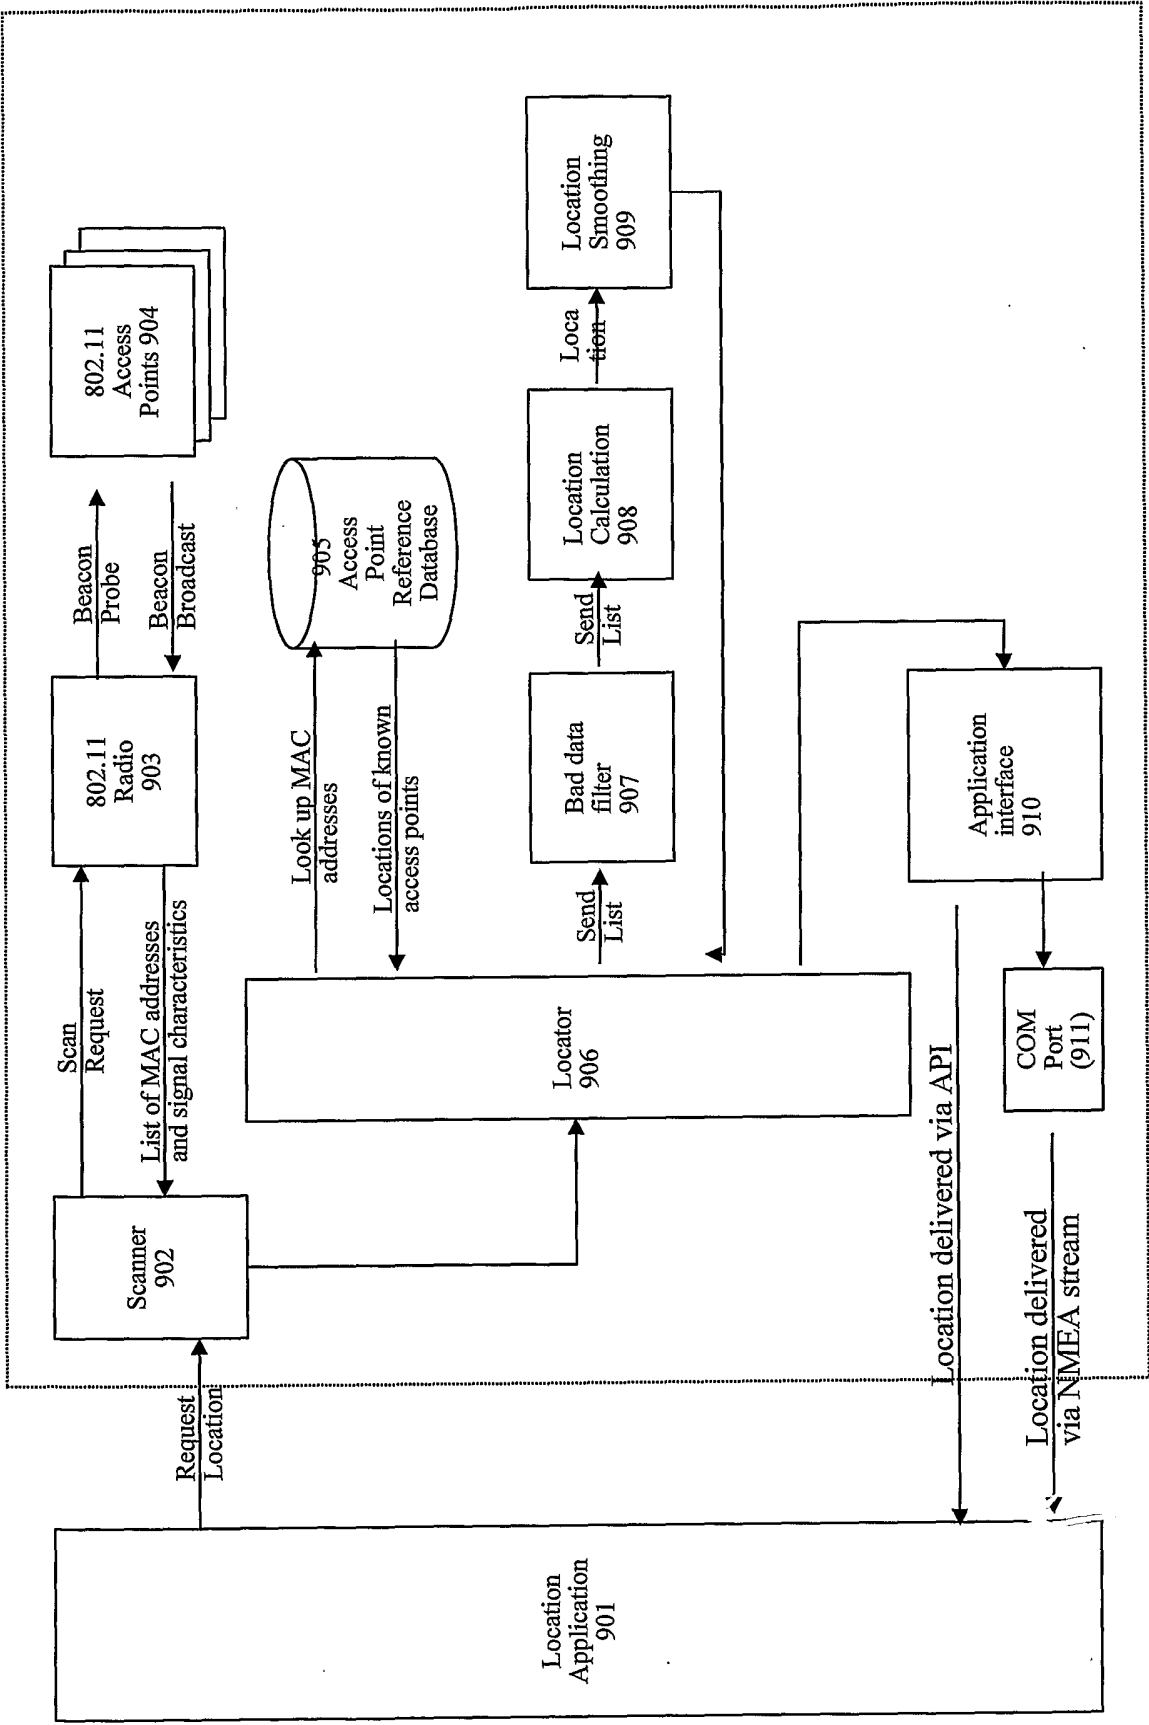 Location
Application
901
Request
Location
Scanner
902
Scan
Request
List of MAC addresses
and signal characteristics
802.11
Radio
903
Beacon
Probe
Beacon
Broadcast
802.11
Access
Points 904
Look up MAC
addresses
Locations of known
access points
905
Access
Point
Reference
Database
Locator
906
Send
List
Bad data
filter
907
Send
List
Location
Calculation
908
Loca
tion
Location
Smoothing
909
Application
interface
910
COM
Port
(911)
Location delivered via API
Location delivered
via NMEA stream